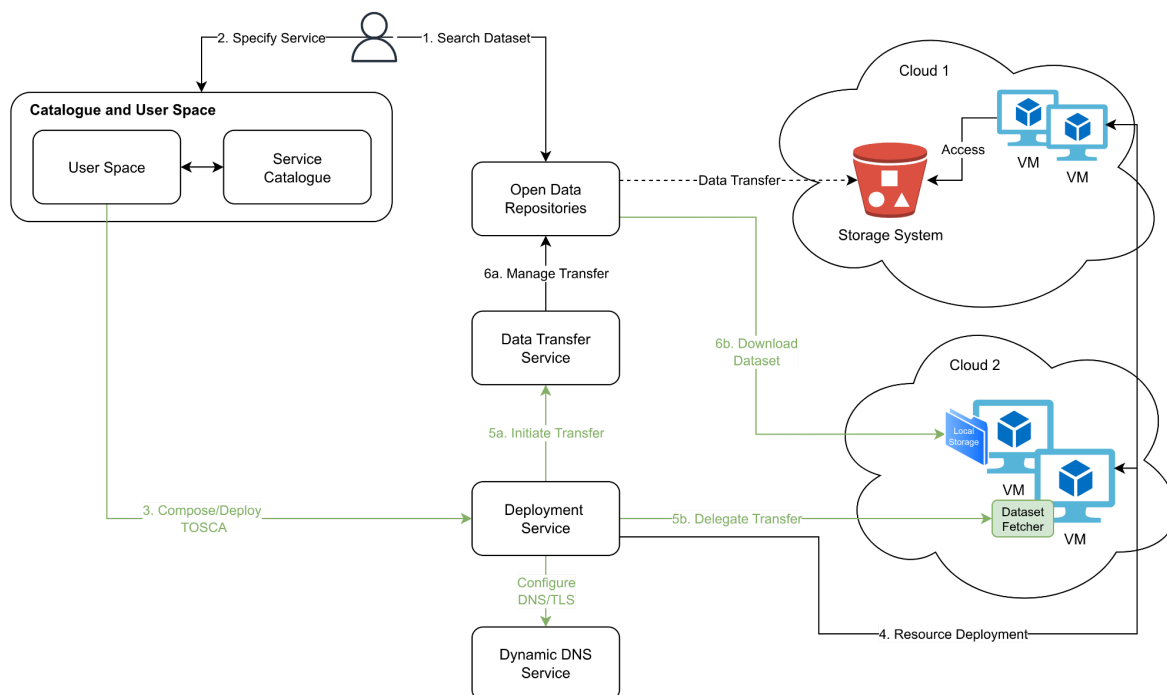 2. Specify Service
1. Search Dataset
Catalogue and User Space
User Space
Service
Catalogue
Open Data
Repositories
Data Transfer
Cloud 1
Access
VM
VM
Storage System
6a. Manage Transfer
Data Transfer
Service
6b. Download
Dataset
Cloud 2
Local
Storage
VM
5a. Initiate Transfer
3. Compose/Deploy
TOSCA
Deployment
Service
5b. Delegate Transfer
Dataset
Fetcher
VM
Configure
DNS/TLS
4. Resource Deployment
Dynamic DNS
Service